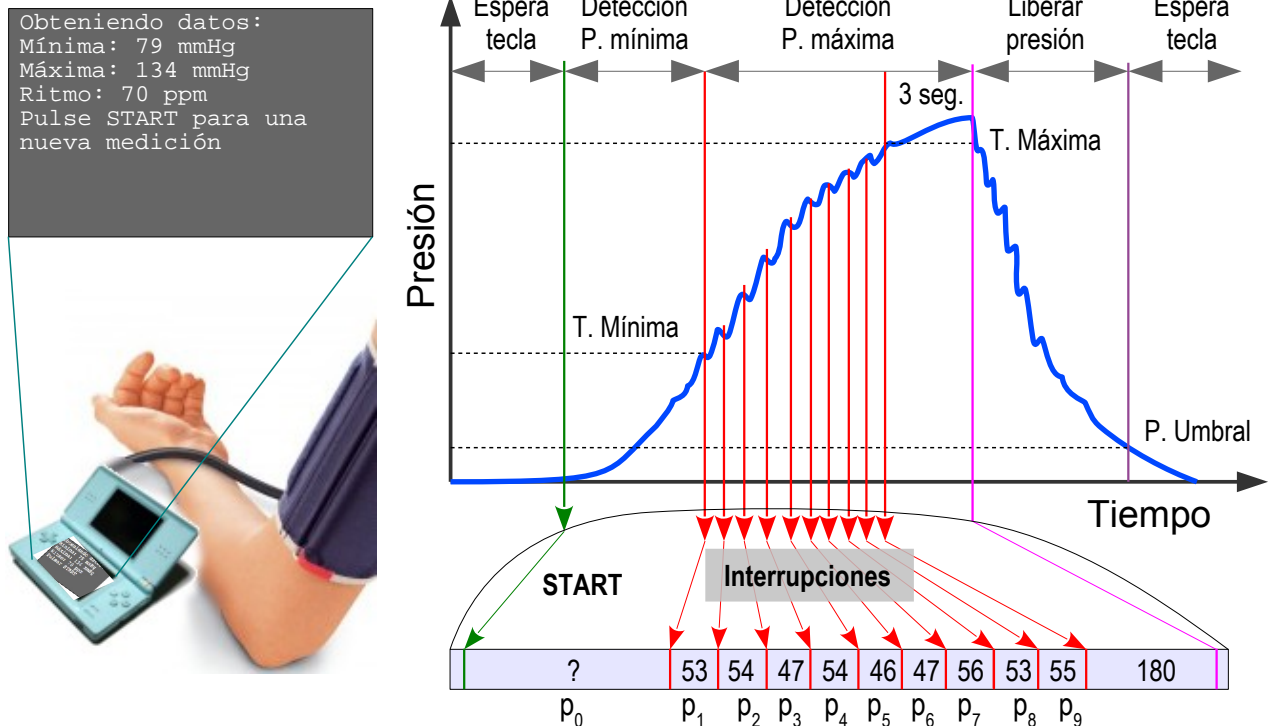 Obteniendo datos:
Mínima: 79 mmHg
Máxima: 134 mmHg
Ritmo: 70 ppm
Pulse START para una
nueva medición
Espera
tecla
Detección
P. mínima
Detección
P. máxima
Liberar
presión
Espera
tecla
3 seg.
T. Máxima
Presión
T. Mínima
P. Umbral
Tiempo
START
Interrupciones
? 53 54 47 54 46 47 56 53 55 180
p0 p1 p2 p3 p4 p5 p6 p7 p8 p9